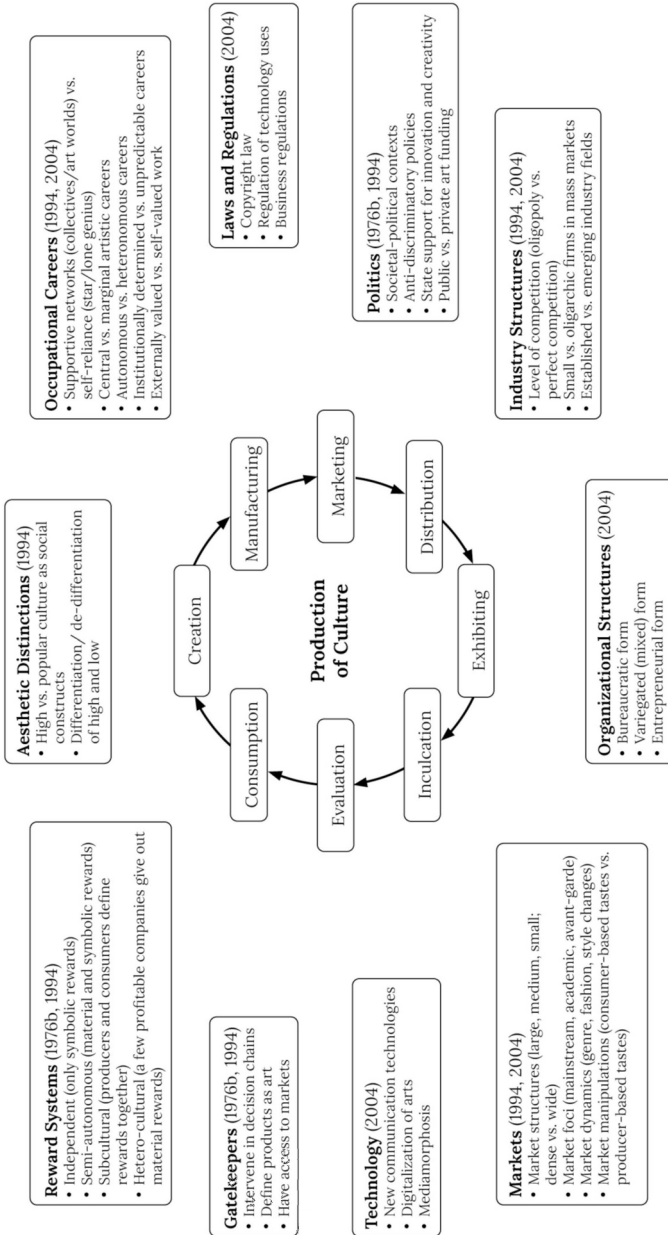 Reward Systems (1976b, 1994)
• Independent (only symbolic rewards)
• Semi-autonomous (material and symbolic rewards)
• Subcultural (producers and consumers define
rewards together)
• Hetero-cultural (a few profitable companies give out
material rewards)
Aesthetic Distinctions (1994)
• High vs. popular culture as social
constructs
• Differentiation/ de-differentiation
of high and low
Occupational Careers (1994, 2004)
• Supportive networks (collectives/art worlds) vs.
self-reliance (star/lone genius)
• Central vs. marginal artistic careers
• Autonomous vs. heteronomous careers
• Institutionally determined vs. unpredictable careers
• Externally valued vs. self-valued work
Gatekeepers (1976b, 1994)
• Intervene in decision chains
• Define products as art
• Have access to markets
Laws and Regulations (2004)
• Copyright law
• Regulation of technology uses
• Business regulations
Creation
Manufacturing
Marketing
Distribution
Exhibiting
Inculcation
Evaluation
Consumption
Production
of Culture
Technology (2004)
• New communication technologies
• Digitalization of arts
• Mediamorphosis
Politics (1976b, 1994)
• Societal-political contexts
• Anti-discriminatory policies
• State support for innovation and creativity
• Public vs. private art funding
Markets (1994, 2004)
• Market structures (large, medium, small;
dense vs. wide)
• Market foci (mainstream, academic, avant-garde)
• Market dynamics (genre, fashion, style changes)
• Market manipulations (consumer-based tastes vs.
producer-based tastes)
Organizational Structures (2004)
• Bureaucratic form
• Variegated (mixed) form
• Entrepreneurial form
Industry Structures (1994, 2004)
• Level of competition (oligopoly vs.
perfect competition)
• Small vs. oligarchic firms in mass markets
• Established vs. emerging industry fields